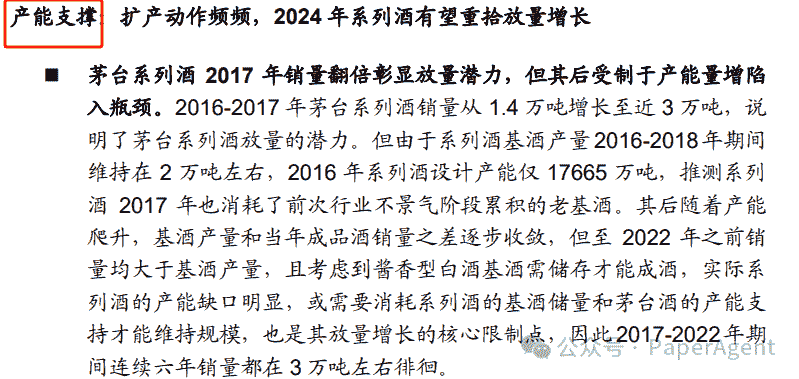 产能支撑：扩产动作频频，2024 年系列酒有望重拾放量增长
■ 茅台系列酒 2017 年销量翻倍彰显放量潜力，但其后受制于产能量增陷
入瓶颈。2016-2017 年茅台系列酒销量从 1.4 万吨增长至近 3 万吨，说
明了茅台系列酒放量的潜力。但由于系列酒基酒产量 2016-2018 年期间
维持在 2 万吨左右，2016 年系列酒设计产能仅 17665 万吨，推测系列
酒 2017 年也消耗了前次行业不景气阶段累积的老基酒。其后随着产能
爬升，基酒产量和当年成品酒销量之差逐步收敛，但至 2022 年之前销
量均大于基酒产量，且考虑到酱香型白酒基酒需储存才能成酒，实际系
列酒的产能缺口明显，或需要消耗系列酒的基酒储量和茅台酒的产能支
持才能维持规模，也是其放量增长的核心限制点，因此 2017-2022 年期
间连续六年销量都在 3 万吨左右徘徊。
公众号 · PaperAgent